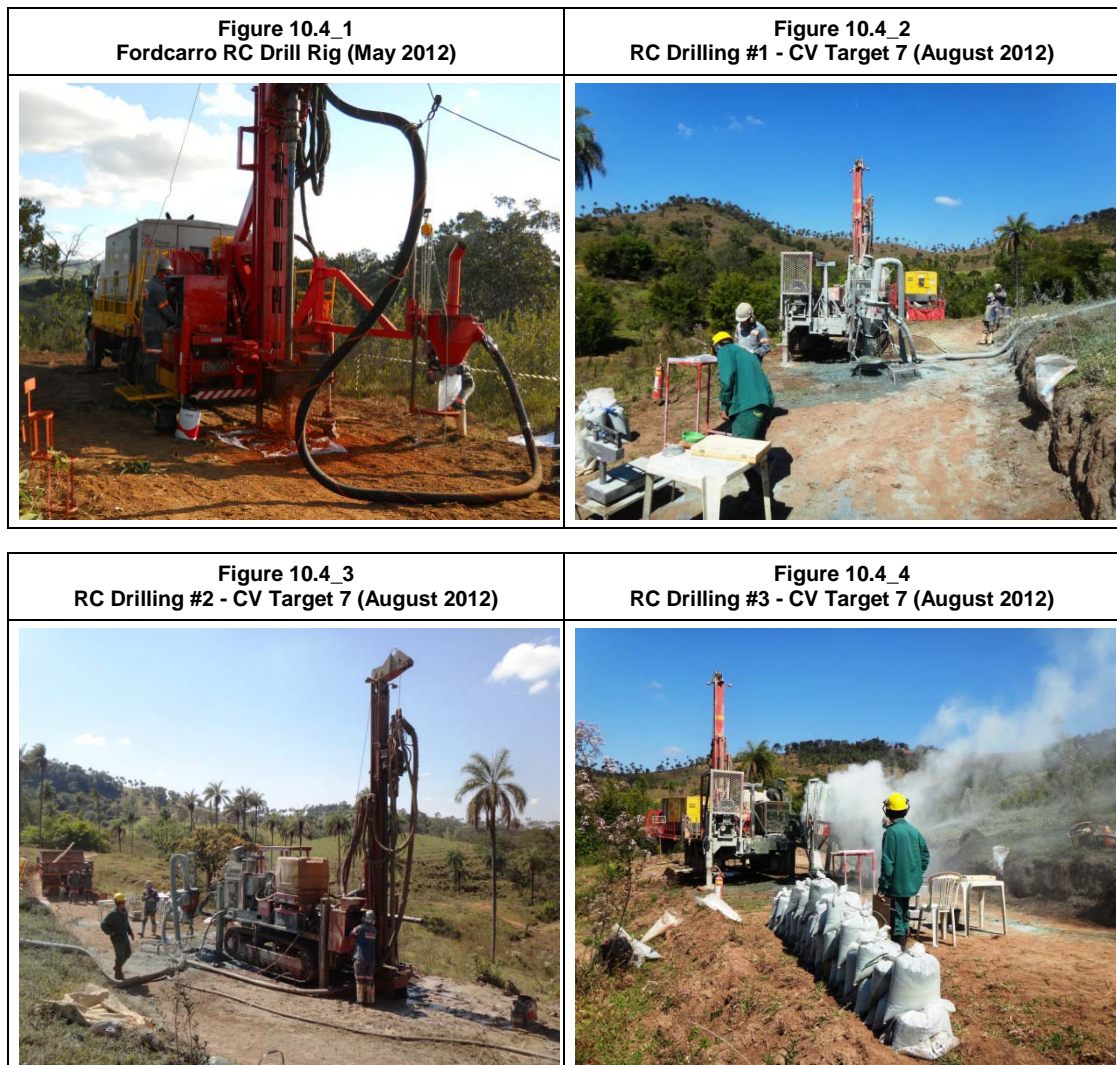 Figure 10.4_1
Fordcarro RC Drill Rig (May 2012)
Figure 10.4_2
RC Drilling #1 - CV Target 7 (August 2012)
Figure 10.4_3
RC Drilling #2 - CV Target 7 (August 2012)
Figure 10.4_4
RC Drilling #3 - CV Target 7 (August 2012)